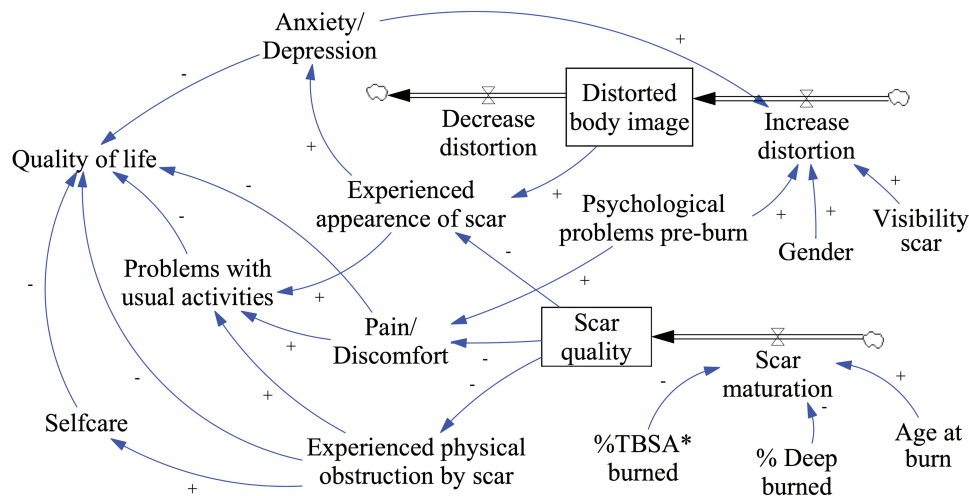 Anxiety/
Depression
+
-
Distorted
body image
Decrease
distortion
Increase
distortion
Quality of life
+
-
Experienced
appearence of scar
+
Psychological
problems pre-burn
+
+
+
Visibility
scar
Gender
-
-
Problems with
usual activities
+
-
+
Pain/
Discomfort
+
-
Scar
quality
Scar
maturation
-
-
+
-
-
+
Selfcare
Experienced physical
obstruction by scar
+
%TBSA*
burned
% Deep
burned
Age at
burn